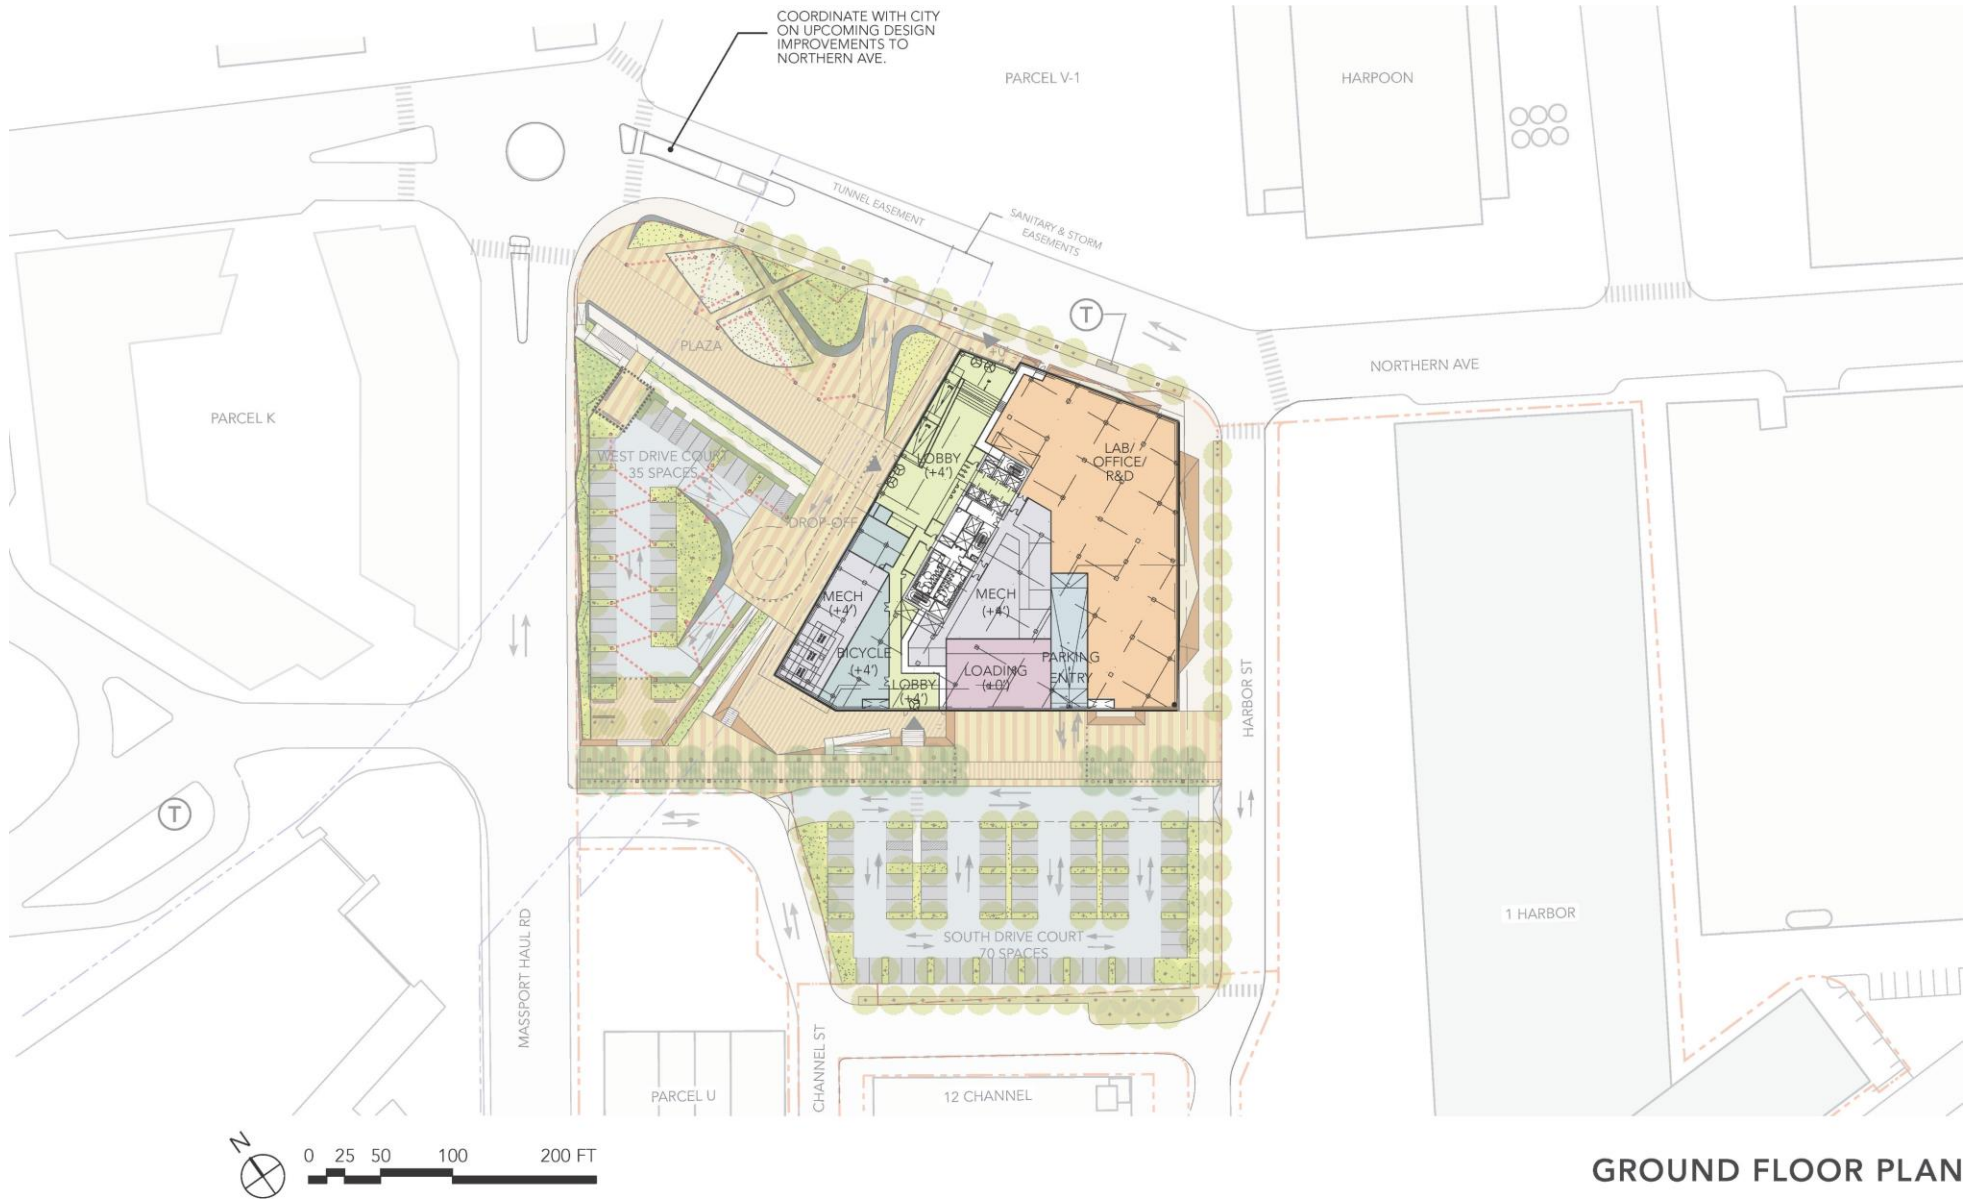 COORDINATE WITH CITY
ON UPCOMING DESIGN
IMPROVEMENTS TO
NORTHERN AVE.
PARCEL V-1
HARPOON
TUNNEL EASEMENT
SANITARY & STORM
EASEMENTS
T
NORTHERN AVE
PLAZA
PARCEL K
WEST DRIVE COURT
35 SPACES
LOBBY
(+4')
LAB/
OFFICE/
R&D
DROP-OFF
MECH
(+4')
MECH
(+4')
BICYCLE
(+4')
LOBBY
(+4')
LOADING
(±0')
PARKING
ENTRY
HARBOR ST
T
SOUTH DRIVE COURT
70 SPACES
1 HARBOR
MASSPORT HAUL RD
CHANNEL ST
PARCEL U
12 CHANNEL
N
0 25 50 100 200 FT
GROUND FLOOR PLAN